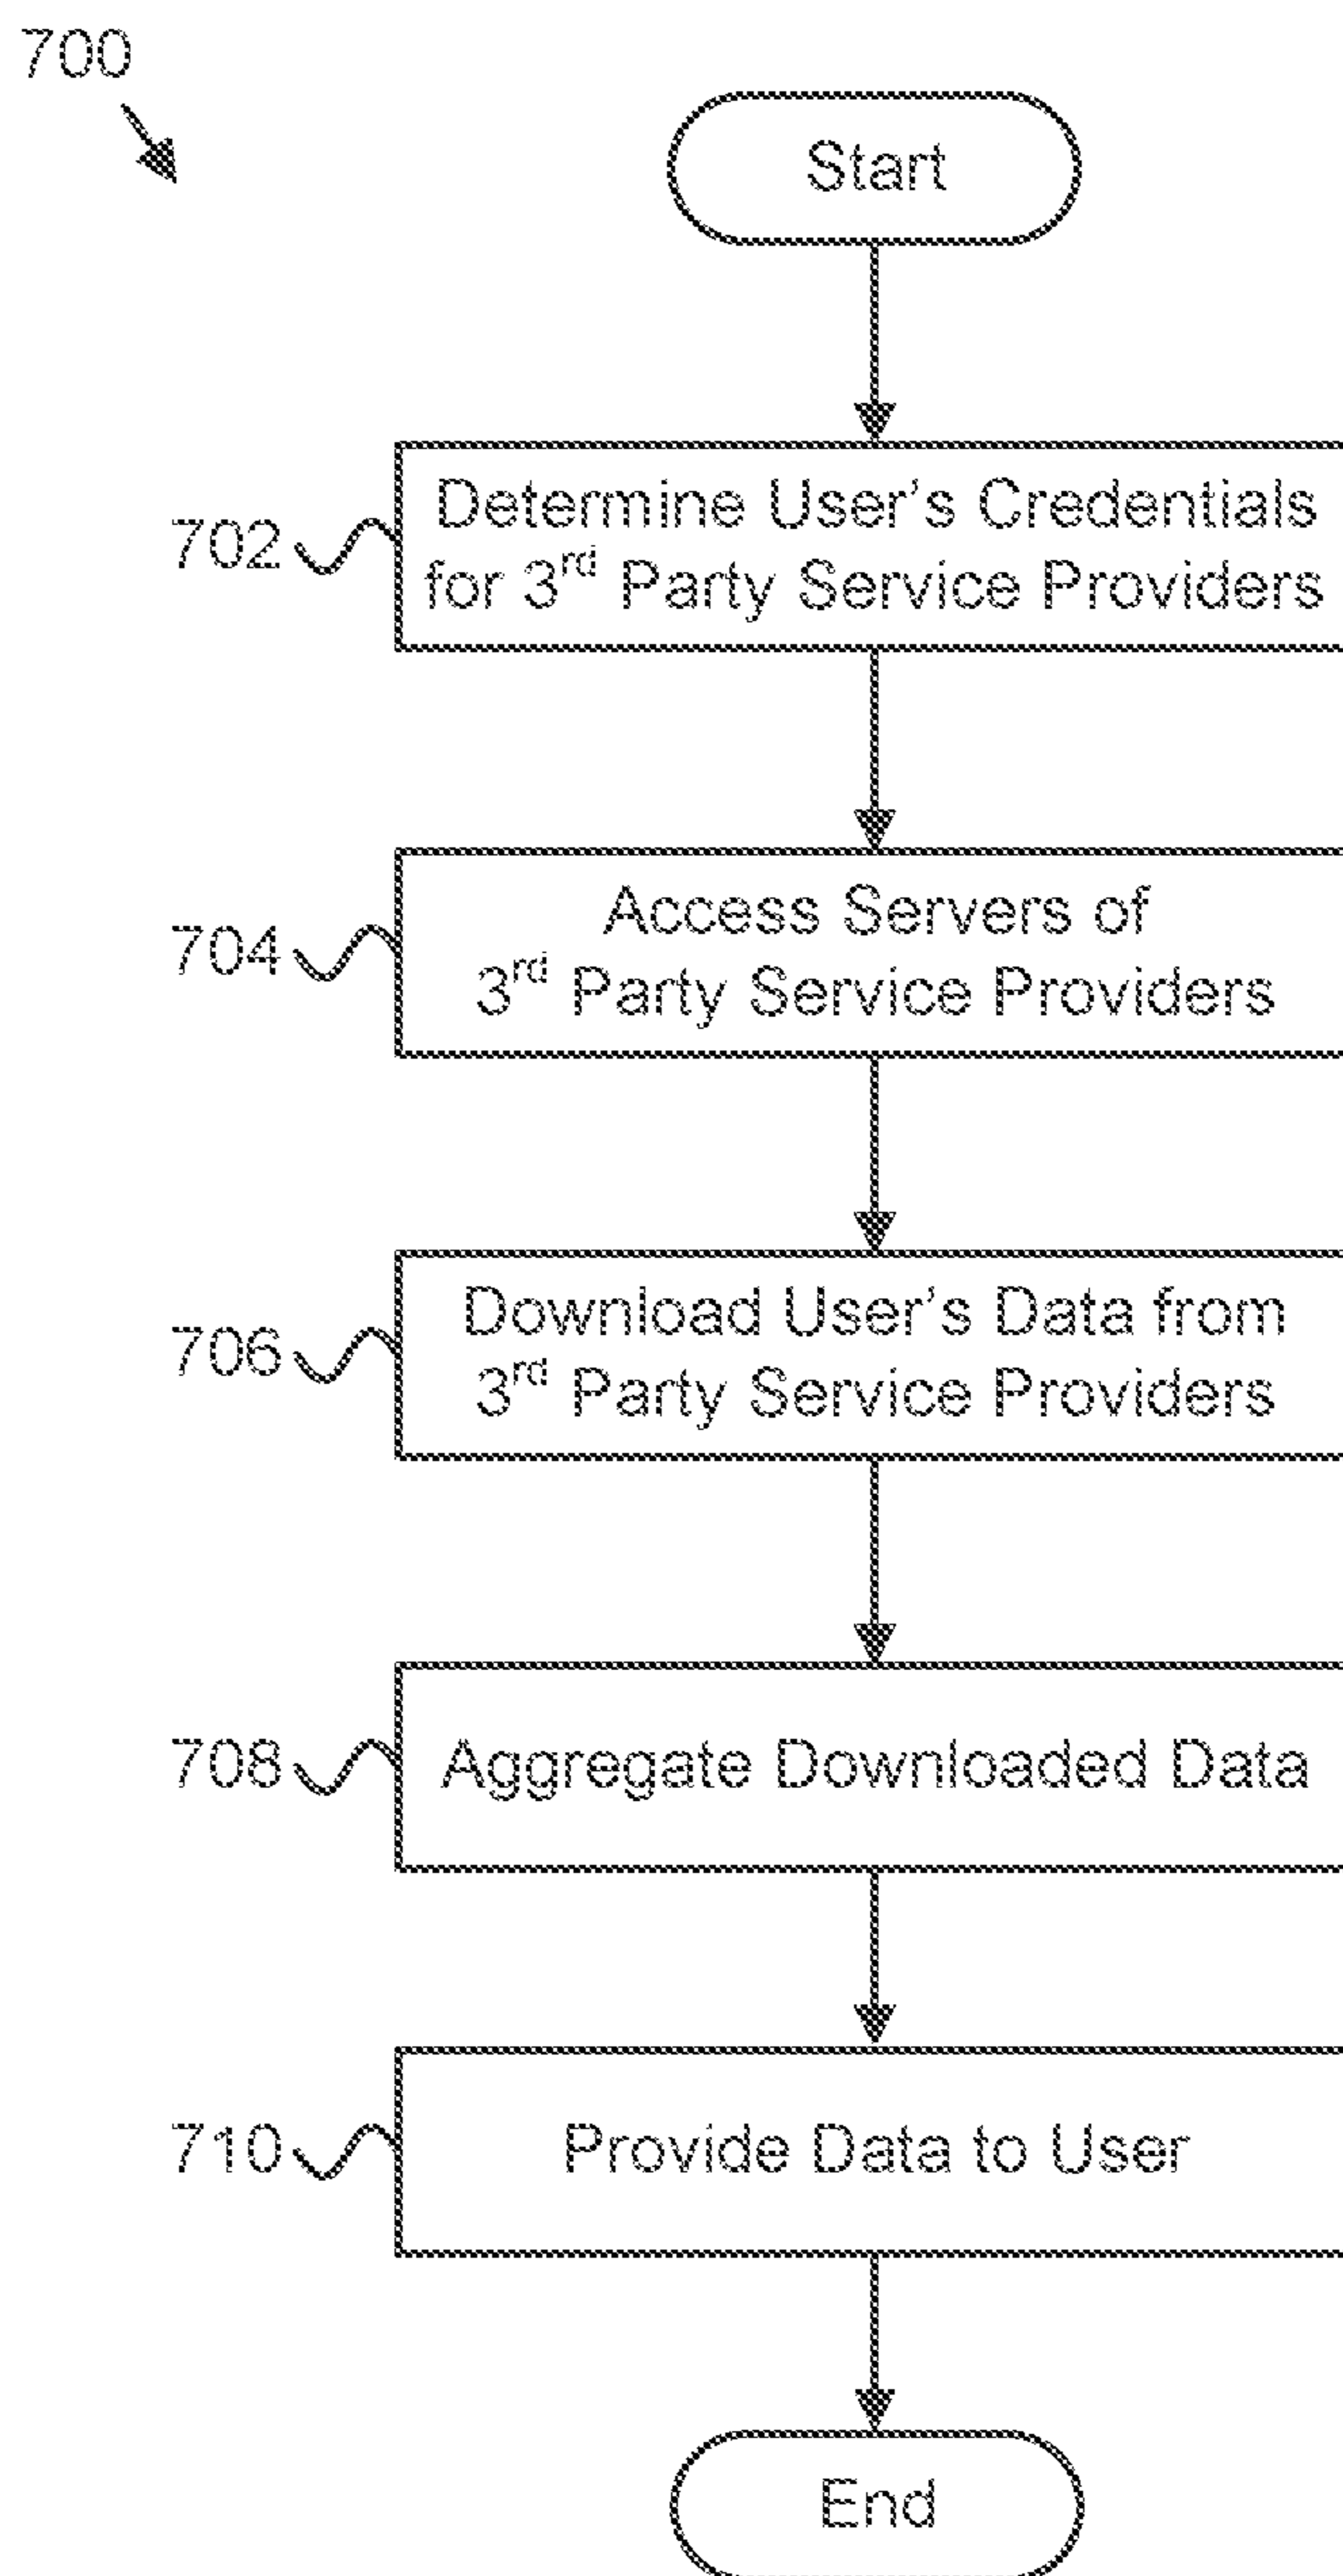 700
Start
702
Determine User's Credentials
for 3rd Party Service Providers
704
Access Servers of
3rd Party Service Providers
706
Download User's Data from
3rd Party Service Providers
708
Aggregate Downloaded Data
710
Provide Data to User
End